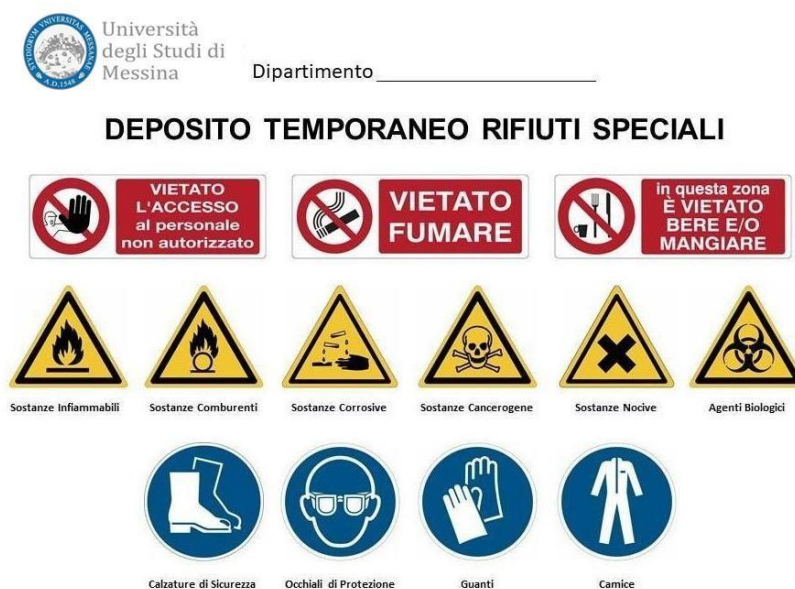 Università
degli Studi di
Messina
Dipartimento
DEPOSITO TEMPORANEO RIFIUTI SPECIALI
VIETATO
L'ACCESSO
al personale
non autorizzato
VIETATO
FUMARE
in questa zona
È VIETATO
BERE E/O
MANGIARE
Sostanze Infiammabili
Sostanze Comburenti
Sostanze Corrosive
Sostanze Cancerogene
Sostanze Nocive
Agenti Biologici
Calzature di Sicurezza
Occhiali di Protezione
Guanti
Camice